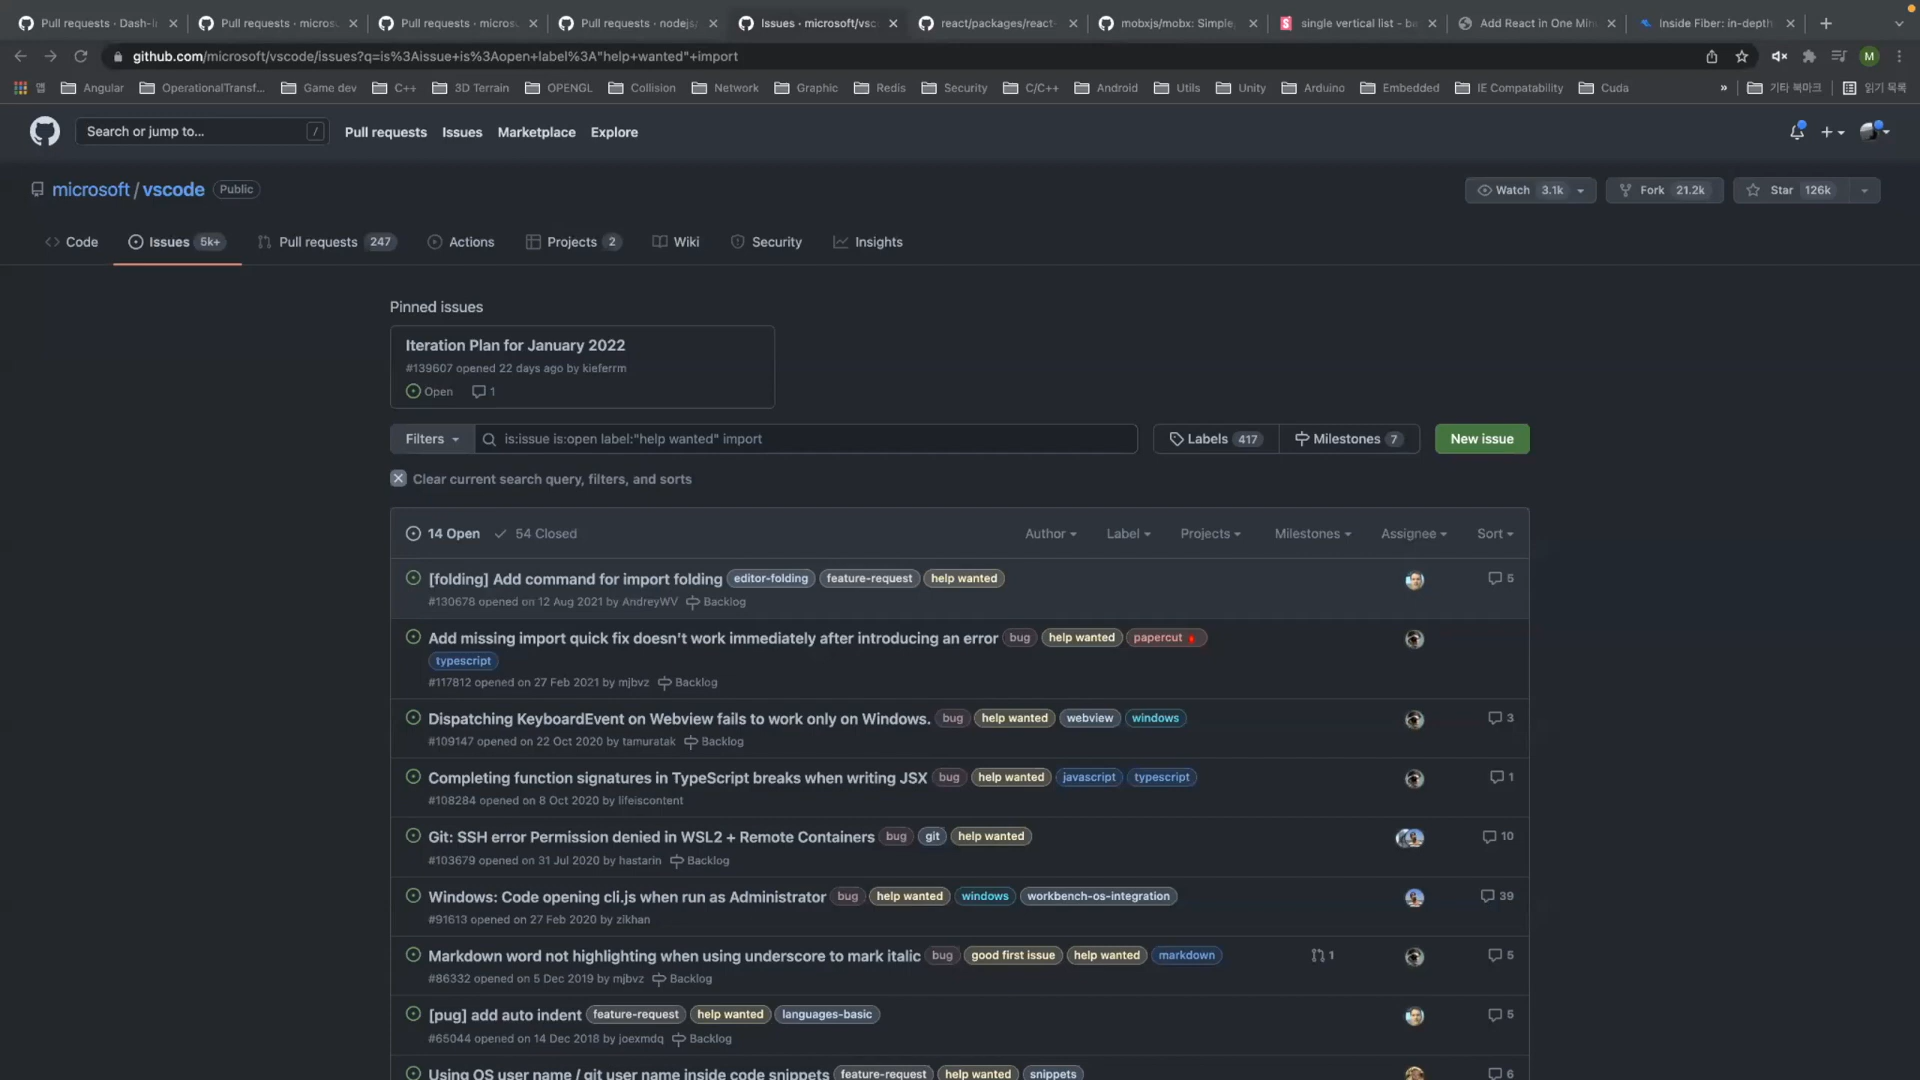 Pull requests · Dash-I
Pull requests · micros
Pull requests · micros
Pull requests · nodejs
Issues · microsoft/vsc
react/packages/react-
mobxjs/mobx: Simple,
single vertical list - ba
Add React in One Min
Inside Fiber: in-depth
github.com/microsoft/vscode/issues?q=is%3Aissue+is%3Aopen+label%3A"help+wanted"+import
M
앱
Angular
OperationalTransf...
Game dev
C++
3D Terrain
OPENGL
Collision
Network
Graphic
Redis
Security
C/C++
Android
Utils
Unity
Arduino
Embedded
IE Compatability
Cuda
»
기타 북마크
읽기 목록
Search or jump to...
/
Pull requests
Issues
Marketplace
Explore
microsoft / vscode Public
Watch 3.1k
Fork 21.2k
Star 126k
Code
Issues 5k+
Pull requests 247
Actions
Projects 2
Wiki
Security
Insights
Pinned issues
Iteration Plan for January 2022
#139607 opened 22 days ago by kieferrm
Open 1
Filters
is:issue is:open label:"help wanted" import
Labels 417
Milestones 7
New issue
Clear current search query, filters, and sorts
14 Open
54 Closed
Author
Label
Projects
Milestones
Assignee
Sort
[folding] Add command for import folding editor-folding feature-request help wanted 5
#130678 opened on 12 Aug 2021 by AndreyWV Backlog
Add missing import quick fix doesn't work immediately after introducing an error bug help wanted papercut
typescript
#117812 opened on 27 Feb 2021 by mjbvz Backlog
Dispatching KeyboardEvent on Webview fails to work only on Windows. bug help wanted webview windows 3
#109147 opened on 22 Oct 2020 by tamuratak Backlog
Completing function signatures in TypeScript breaks when writing JSX bug help wanted javascript typescript 1
#108284 opened on 8 Oct 2020 by lifeiscontent
Git: SSH error Permission denied in WSL2 + Remote Containers bug git help wanted 10
#103679 opened on 31 Jul 2020 by hastarin Backlog
Windows: Code opening cli.js when run as Administrator bug help wanted windows workbench-os-integration 39
#91613 opened on 27 Feb 2020 by zikhan
Markdown word not highlighting when using underscore to mark italic bug good first issue help wanted markdown 1 5
#86332 opened on 5 Dec 2019 by mjbvz Backlog
[pug] add auto indent feature-request help wanted languages-basic 5
#65044 opened on 14 Dec 2018 by joexmdq Backlog
Using OS user name / git user name inside code snippets feature-request help wanted snippets 6